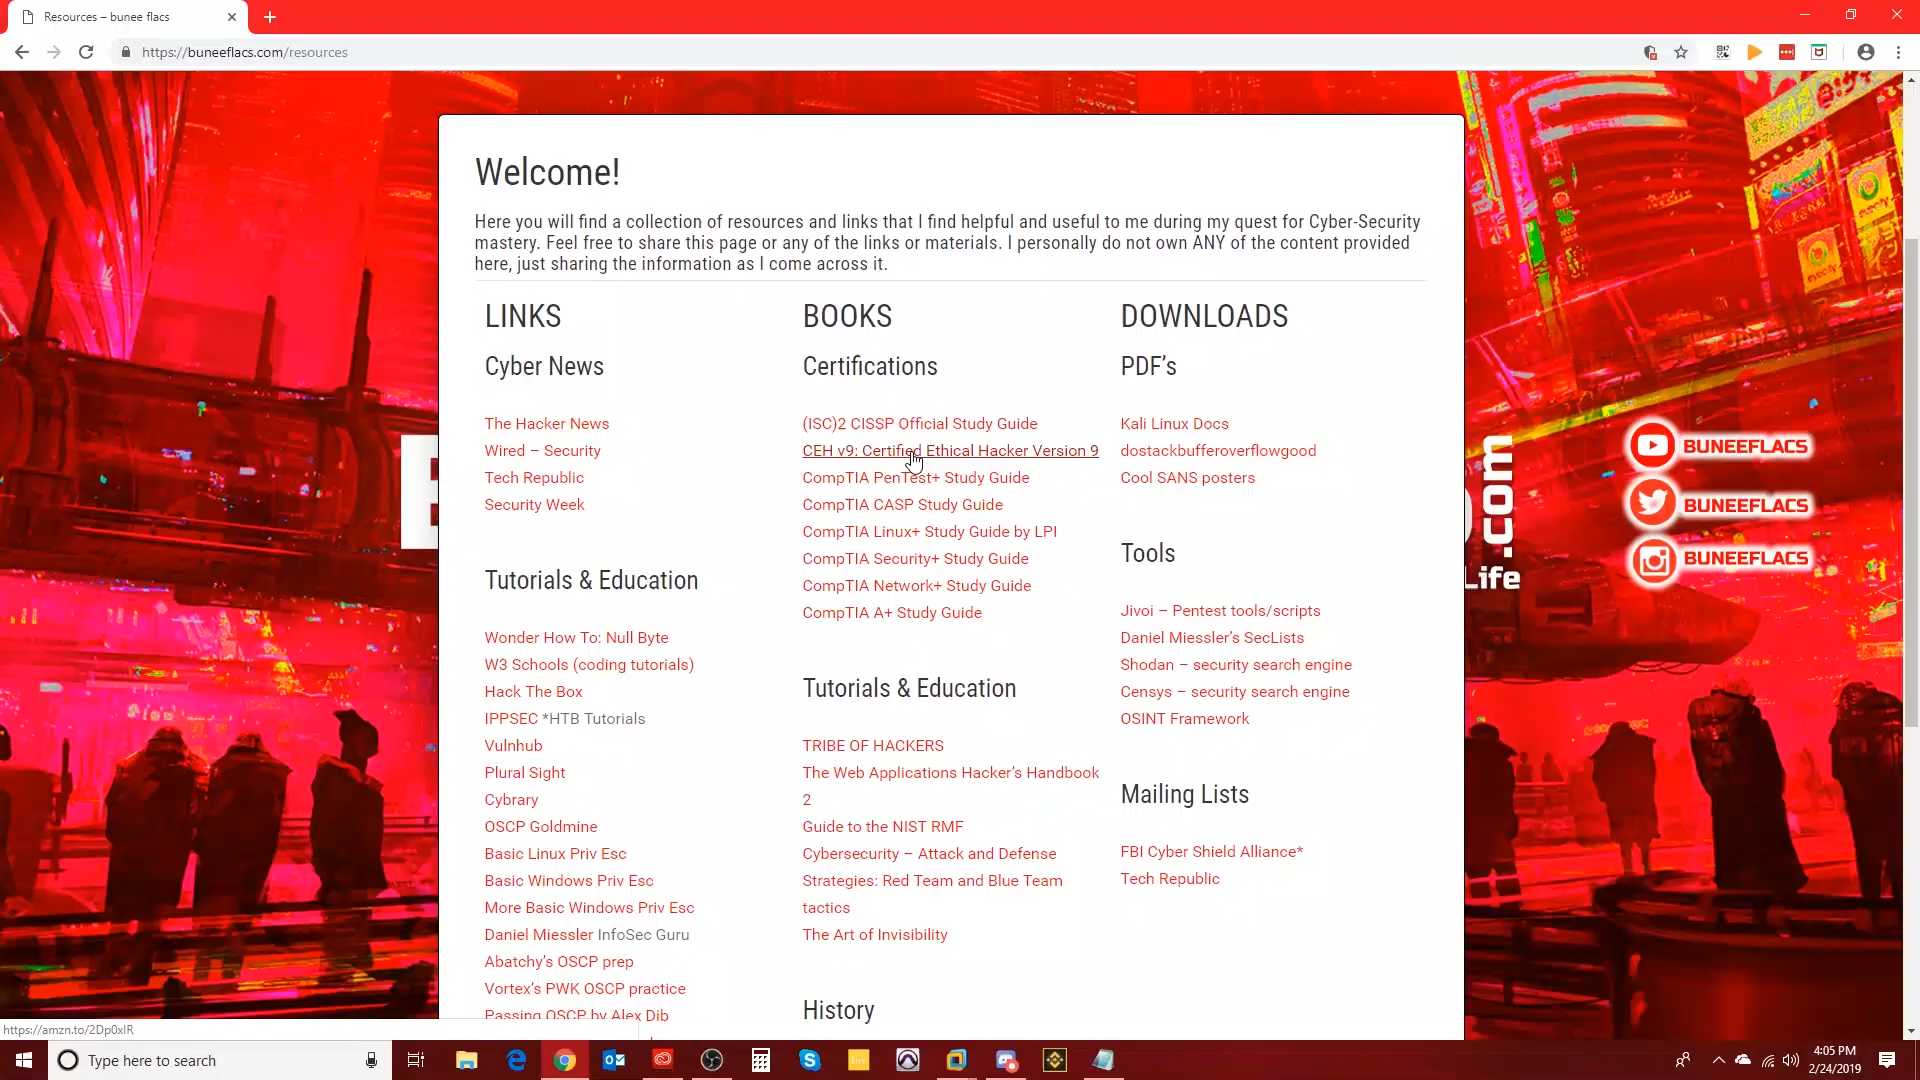 Resources – bunee flacs
https://buneeflacs.com/resources
Welcome!
Here you will find a collection of resources and links that I find helpful and useful to me during my quest for Cyber-Security
mastery. Feel free to share this page or any of the links or materials. I personally do not own ANY of the content provided
here, just sharing the information as I come across it.
LINKS
Cyber News
The Hacker News
Wired – Security
Tech Republic
Security Week
Tutorials & Education
Wonder How To: Null Byte
W3 Schools (coding tutorials)
Hack The Box
IPPSEC *HTB Tutorials
Vulnhub
Plural Sight
Cybrary
OSCP Goldmine
Basic Linux Priv Esc
Basic Windows Priv Esc
More Basic Windows Priv Esc
Daniel Miessler InfoSec Guru
Abatchy's OSCP prep
Vortex's PWK OSCP practice
Passing OSCP by Alex Dib
BOOKS
Certifications
(ISC)2 CISSP Official Study Guide
CEH v9: Certified Ethical Hacker Version 9
CompTIA PenTest+ Study Guide
CompTIA CASP Study Guide
CompTIA Linux+ Study Guide by LPI
CompTIA Security+ Study Guide
CompTIA Network+ Study Guide
CompTIA A+ Study Guide
Tutorials & Education
TRIBE OF HACKERS
The Web Applications Hacker's Handbook
2
Guide to the NIST RMF
Cybersecurity – Attack and Defense
Strategies: Red Team and Blue Team
tactics
The Art of Invisibility
History
DOWNLOADS
PDF's
Kali Linux Docs
dostackbufferoverflowgood
Cool SANS posters
Tools
Jivoi – Pentest tools/scripts
Daniel Miessler's SecLists
Shodan – security search engine
Censys – security search engine
OSINT Framework
Mailing Lists
FBI Cyber Shield Alliance*
Tech Republic
.com
Life
BUNEEFLACS
BUNEEFLACS
BUNEEFLACS
https://amzn.to/2Dp0xlR
Type here to search
4:05 PM
2/24/2019